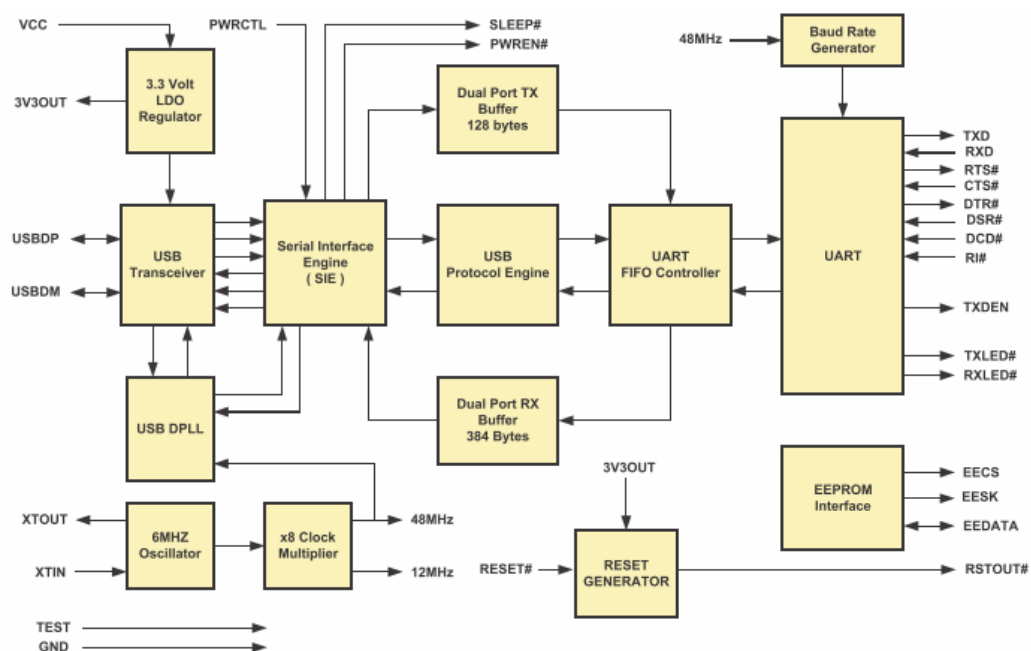 VCC
PWRCTL
SLEEP#
PWREN#
48MHz
Baud Rate
Generator
3.3 Volt
LDO
Regulator
3V3OUT
Dual Port TX
Buffer
128 bytes
TXD
RXD
RTS#
CTS#
DTR#
DSR#
DCD#
RI#
TXDEN
TXLED#
RXLED#
USBDP
USBDM
USB
Transceiver
Serial Interface
Engine
( SIE )
USB
Protocol Engine
UART
FIFO Controller
UART
USB DPLL
Dual Port RX
Buffer
384 Bytes
3V3OUT
EEPROM
Interface
EECS
EESK
EEDATA
XTOUT
XTIN
6MHZ
Oscillator
x8 Clock
Multiplier
48MHz
12MHz
RESET#
RESET
GENERATOR
RSTOUT#
TEST
GND